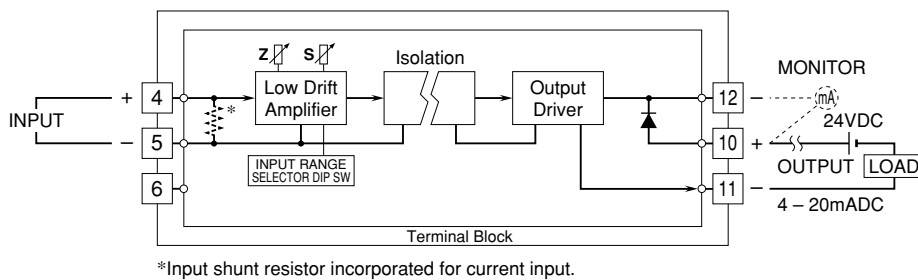 Z S
Isolation
MONITOR
+ 4
Low Drift
Amplifier
Output
Driver
12 −
mA
*
INPUT
24VDC
− 5
10 +
INPUT RANGE
SELECTOR DIP SW
OUTPUT
LOAD
6
11 −
4 – 20mADC
Terminal Block
*Input shunt resistor incorporated for current input.